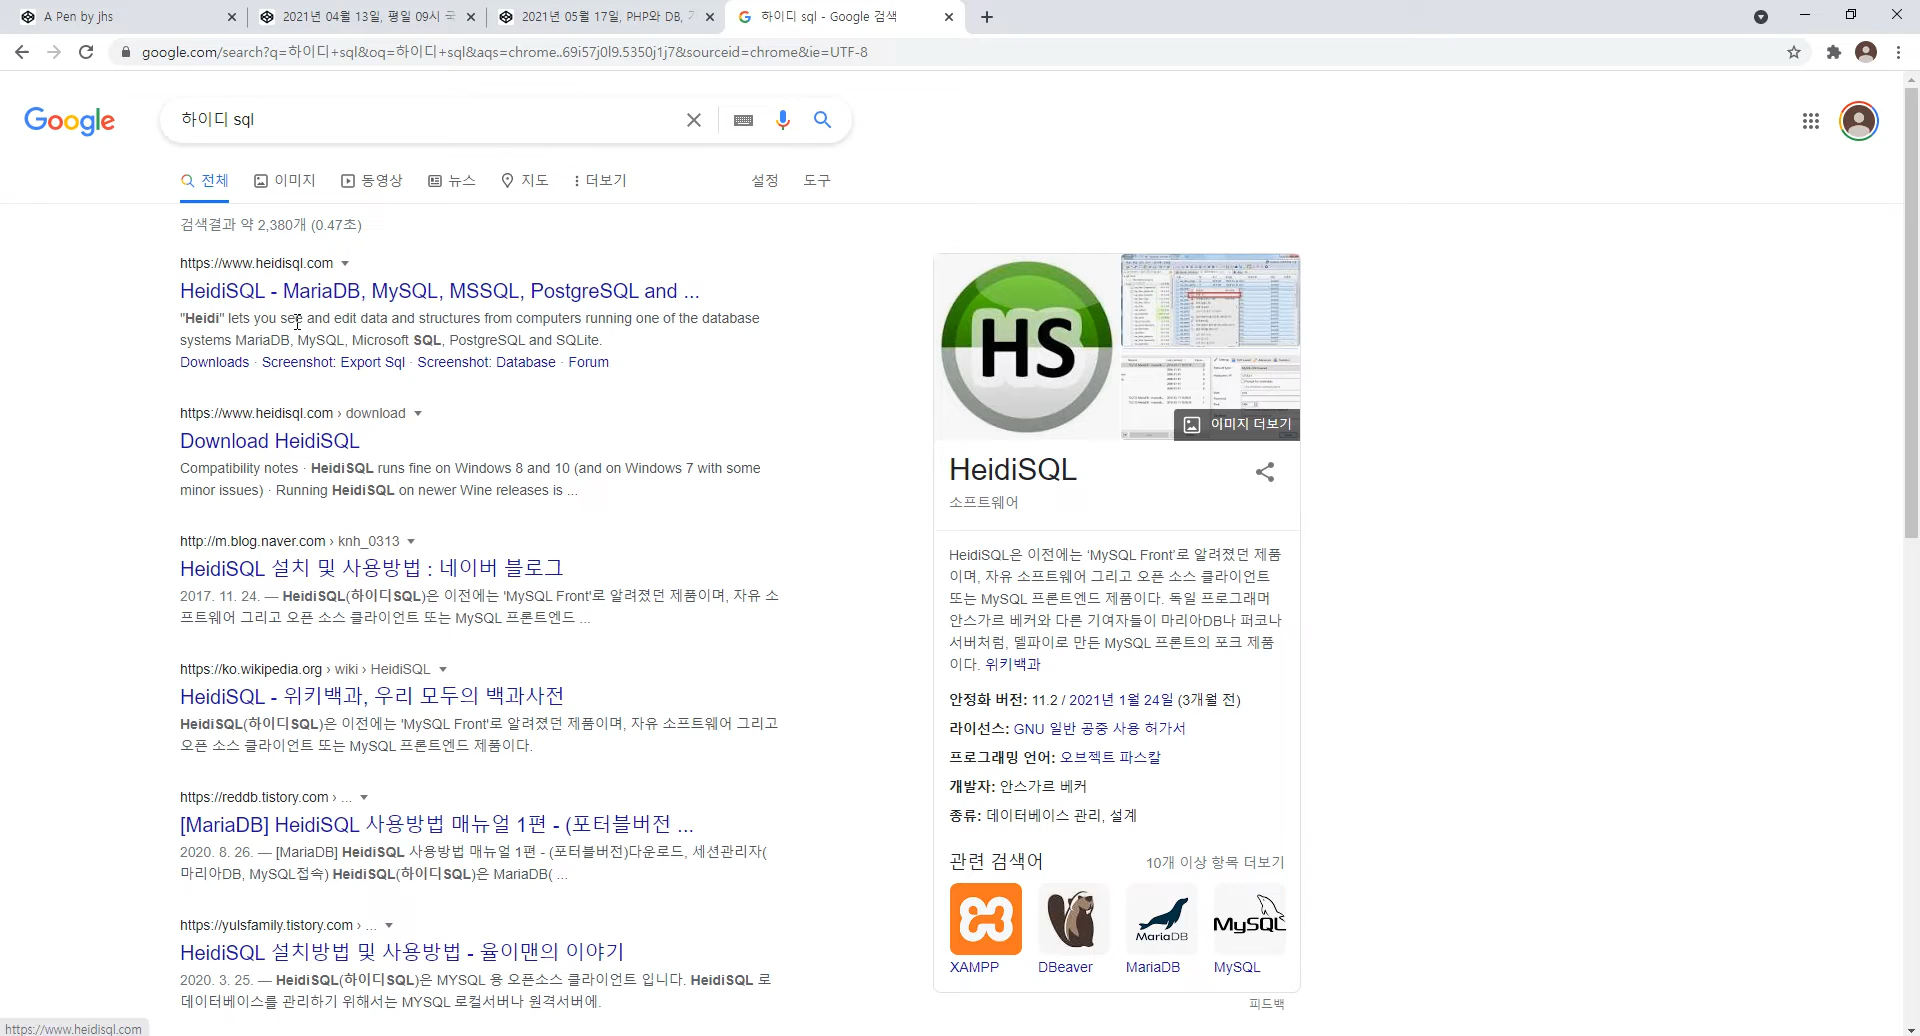 A Pen by jhs
2021년 04월 13일, 평일 09시 국
2021년 05월 17일, PHP와 DB,
하이디 sql - Google 검색
google.com/search?q=하이디+sql&oq=하이디+sql&aqs=chrome..69i57j0l9.5350j1j7&sourceid=chrome&ie=UTF-8
Google
하이디 sql
전체
이미지
동영상
뉴스
지도
더보기
설정
도구
검색결과 약 2,380개 (0.47초)
https://www.heidisql.com
HeidiSQL - MariaDB, MySQL, MSSQL, PostgreSQL and ...
"Heidi" lets you see and edit data and structures from computers running one of the database
systems MariaDB, MySQL, Microsoft SQL, PostgreSQL and SQLite.
Downloads · Screenshot: Export Sql · Screenshot: Database · Forum
https://www.heidisql.com › download
Download HeidiSQL
Compatibility notes · HeidiSQL runs fine on Windows 8 and 10 (and on Windows 7 with some
minor issues) · Running HeidiSQL on newer Wine releases is ...
http://m.blog.naver.com › knh_0313
HeidiSQL 설치 및 사용방법 : 네이버 블로그
2017. 11. 24. — HeidiSQL(하이디SQL)은 이전에는 'MySQL Front'로 알려졌던 제품이며, 자유 소
프트웨어 그리고 오픈 소스 클라이언트 또는 MySQL 프론트엔드 ...
https://ko.wikipedia.org › wiki › HeidiSQL
HeidiSQL - 위키백과, 우리 모두의 백과사전
HeidiSQL(하이디SQL)은 이전에는 'MySQL Front'로 알려졌던 제품이며, 자유 소프트웨어 그리고
오픈 소스 클라이언트 또는 MySQL 프론트엔드 제품이다.
https://reddb.tistory.com › ...
[MariaDB] HeidiSQL 사용방법 매뉴얼 1편 - (포터블버전 ...
2020. 8. 26. — [MariaDB] HeidiSQL 사용방법 매뉴얼 1편 - (포터블버전)다운로드, 세션관리자(
마리아DB, MySQL접속) HeidiSQL(하이디SQL)은 MariaDB( ...
https://yulsfamily.tistory.com › ...
HeidiSQL 설치방법 및 사용방법 - 율이맨의 이야기
2020. 3. 25. — HeidiSQL(하이디SQL)은 MYSQL 용 오픈소스 클라이언트 입니다. HeidiSQL 로
데이터베이스를 관리하기 위해서는 MYSQL 로컬서버나 원격서버에.
HS
이미지 더보기
HeidiSQL
소프트웨어
HeidiSQL은 이전에는 ‘MySQL Front’로 알려졌던 제품
이며, 자유 소프트웨어 그리고 오픈 소스 클라이언트
또는 MySQL 프론트엔드 제품이다. 독일 프로그래머
안스가르 베커와 다른 기여자들이 마리아DB나 퍼코나
서버처럼, 델파이로 만든 MySQL 프론트의 포크 제품
이다. 위키백과
안정화 버전: 11.2 / 2021년 1월 24일 (3개월 전)
라이선스: GNU 일반 공중 사용 허가서
프로그래밍 언어: 오브젝트 파스칼
개발자: 안스가르 베커
종류: 데이터베이스 관리, 설계
관련 검색어
10개 이상 항목 더보기
MariaDB
MySQL
XAMPP
DBeaver
MariaDB
MySQL
피드백
https://www.heidisql.com